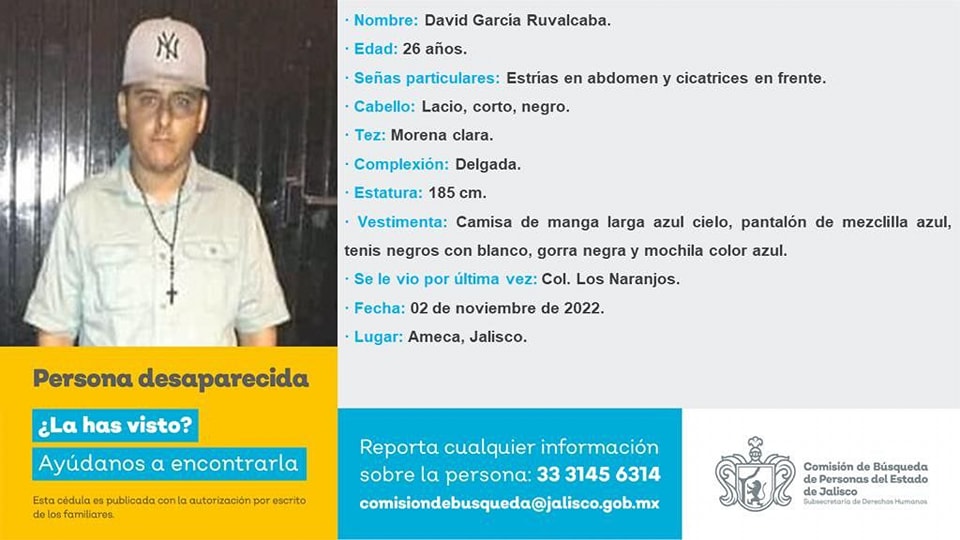 NY
· Nombre: David García Ruvalcaba.
· Edad: 26 años.
· Señas particulares: Estrías en abdomen y cicatrices en frente.
· Cabello: Lacio, corto, negro.
· Tez: Morena clara.
· Complexión: Delgada.
· Estatura: 185 cm.
· Vestimenta: Camisa de manga larga azul cielo, pantalón de mezclilla azul,
tenis negros con blanco, gorra negra y mochila color azul.
· Se le vio por última vez: Col. Los Naranjos.
· Fecha: 02 de noviembre de 2022.
· Lugar: Ameca, Jalisco.
Persona desaparecida
¿La has visto?
Ayúdanos a encontrarla
Esta cédula es publicada con la autorización por escrito
de los familiares.
Reporta cualquier información
sobre la persona: 33 3145 6314
comisiondebusqueda@jalisco.gob.mx
Comisión de Búsqueda
de Personas del Estado
de Jalisco
Subsecretaría de Derechos Humanos